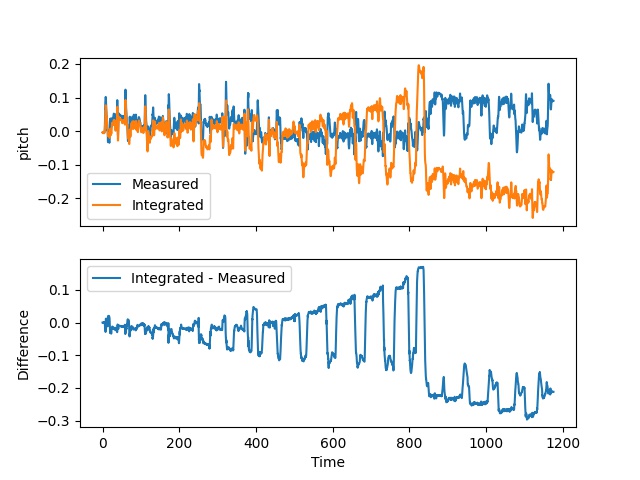 0.2
0.1
0.0
−0.1
−0.2
pitch
Measured
Integrated
0.1
0.0
−0.1
−0.2
−0.3
Difference
Integrated - Measured
0 200 400 600 800 1000 1200
Time